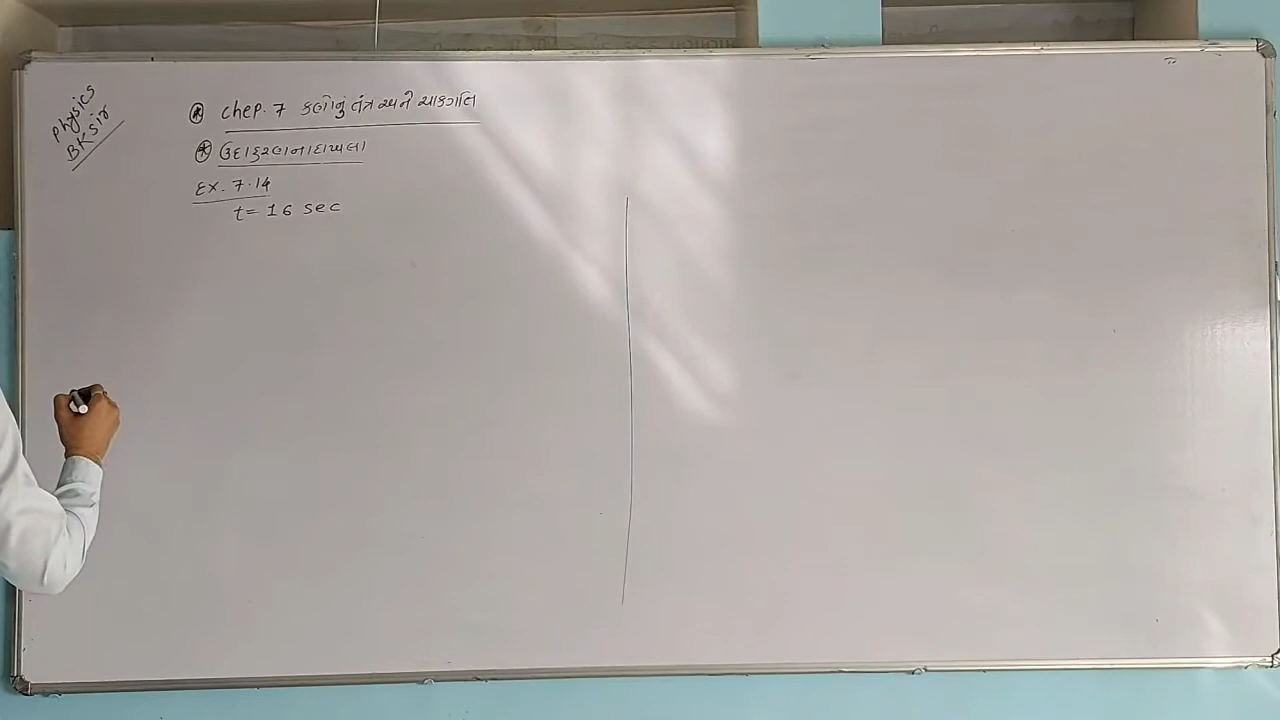 Physics
BK sir
* Chep. 7 કણોનું તંત્ર અને ચાકગતિ
* ઉદાહરણના દાખલા
Ex. 7.14
t= 16 sec